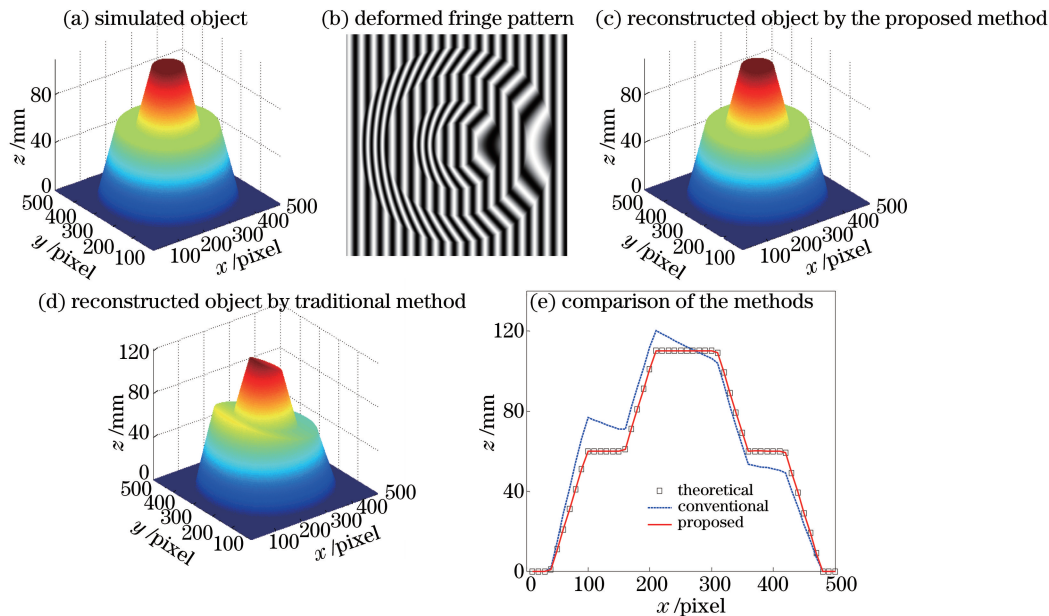 (a) simulated object
z /mm
80
40
0
500
400
300
200
100
y /pixel
100
200
300
400
500
x /pixel
(b) deformed fringe pattern
(c) reconstructed object by the proposed method
z /mm
80
40
0
500
400
300
200
100
y /pixel
100
200
300
400
500
x /pixel
(d) reconstructed object by traditional method
z /mm
120
80
40
0
500
400
300
200
100
y /pixel
100
200
300
400
500
x /pixel
(e) comparison of the methods
z /mm
120
80
40
0
theoretical
conventional
proposed
0
100
200
300
400
500
x /pixel